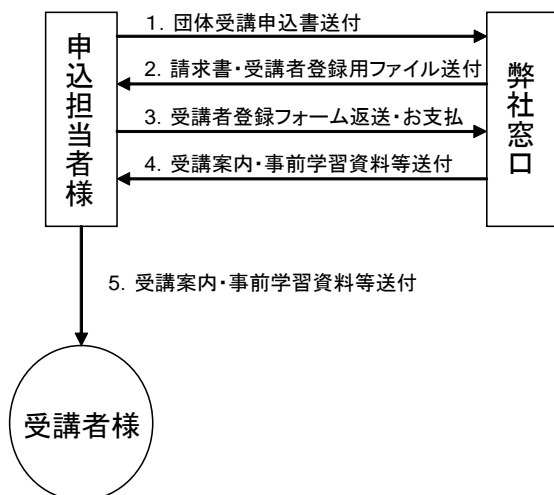 申込担当者様
1. 団体受講申込書送付
2. 請求書・受講者登録用ファイル送付
3. 受講者登録フォーム返送・お支払
4. 受講案内・事前学習資料等送付
弊社窓口
5. 受講案内・事前学習資料等送付
受講者様